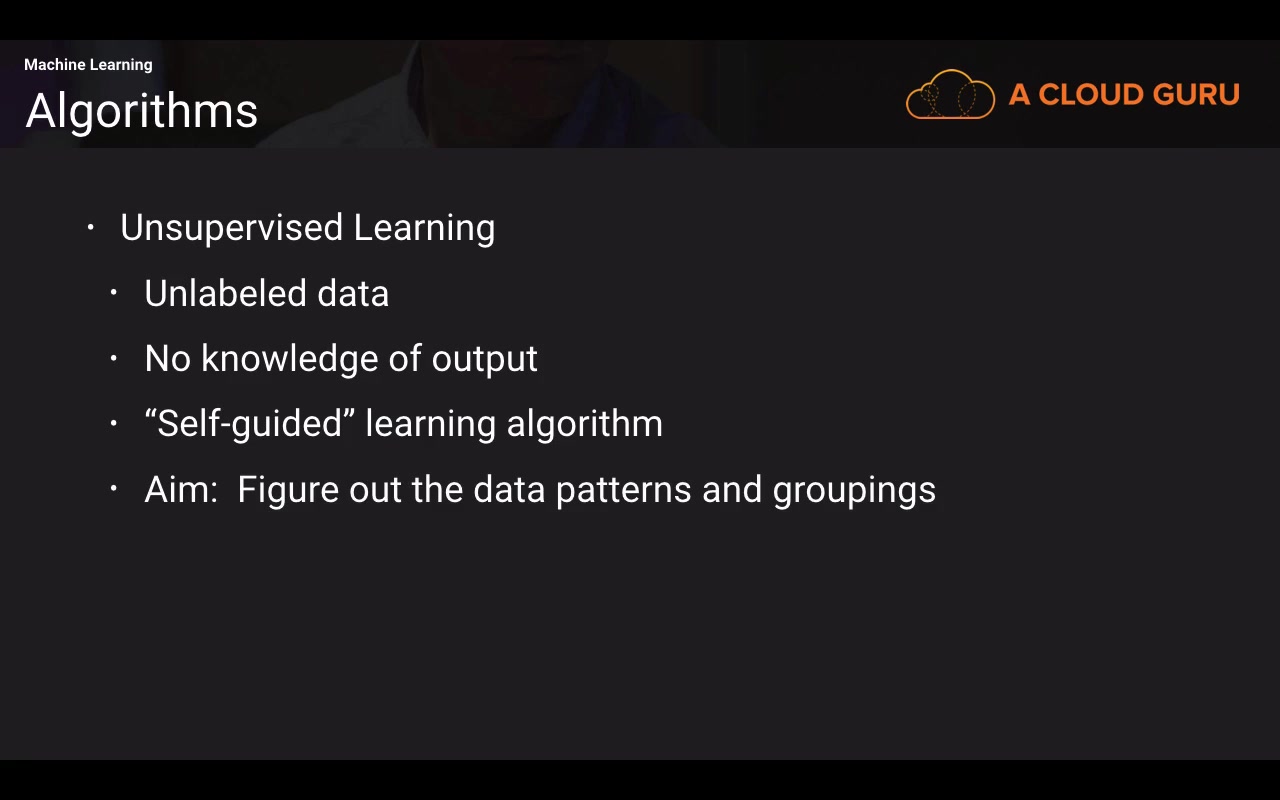 Machine Learning
Algorithms
A CLOUD GURU
• Unsupervised Learning
• Unlabeled data
• No knowledge of output
• “Self-guided” learning algorithm
• Aim:  Figure out the data patterns and groupings